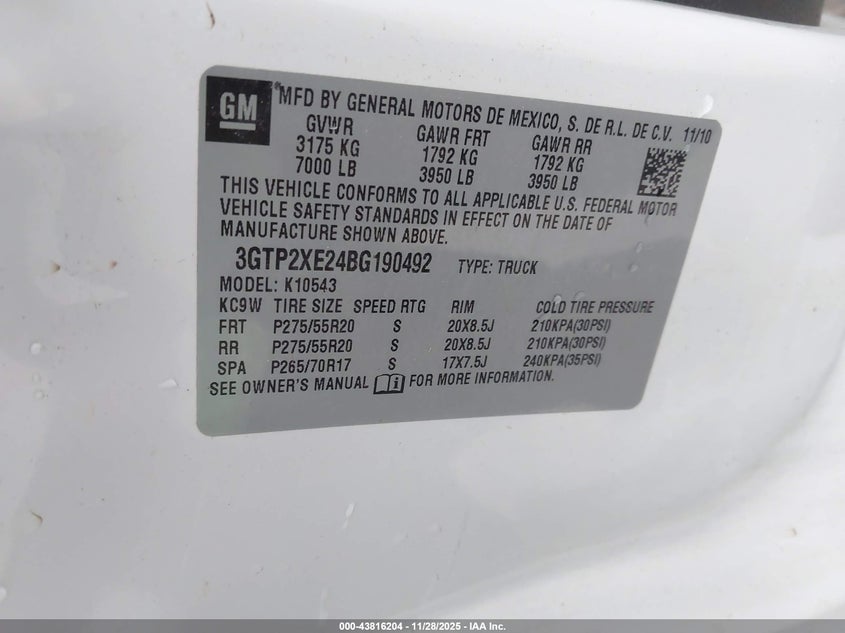 GM
MFD BY GENERAL MOTORS DE MEXICO, S. DE R.L. DE C.V. 11/10
GVWR GAWR FRT GAWR RR
3175 KG 1792 KG 1792 KG
7000 LB 3950 LB 3950 LB
THIS VEHICLE CONFORMS TO ALL APPLICABLE U.S. FEDERAL MOTOR
VEHICLE SAFETY STANDARDS IN EFFECT ON THE DATE OF
MANUFACTURE SHOWN ABOVE.
3GTP2XE24BG190492 TYPE: TRUCK
MODEL: K10543
KC9W TIRE SIZE SPEED RTG RIM COLD TIRE PRESSURE
FRT P275/55R20 S 20X8.5J 210KPA(30PSI)
RR P275/55R20 S 20X8.5J 210KPA(30PSI)
SPA P265/70R17 S 17X7.5J 240KPA(35PSI)
SEE OWNER'S MANUAL i FOR MORE INFORMATION.
000-43816204 - 11/28/2025 - IAA Inc.